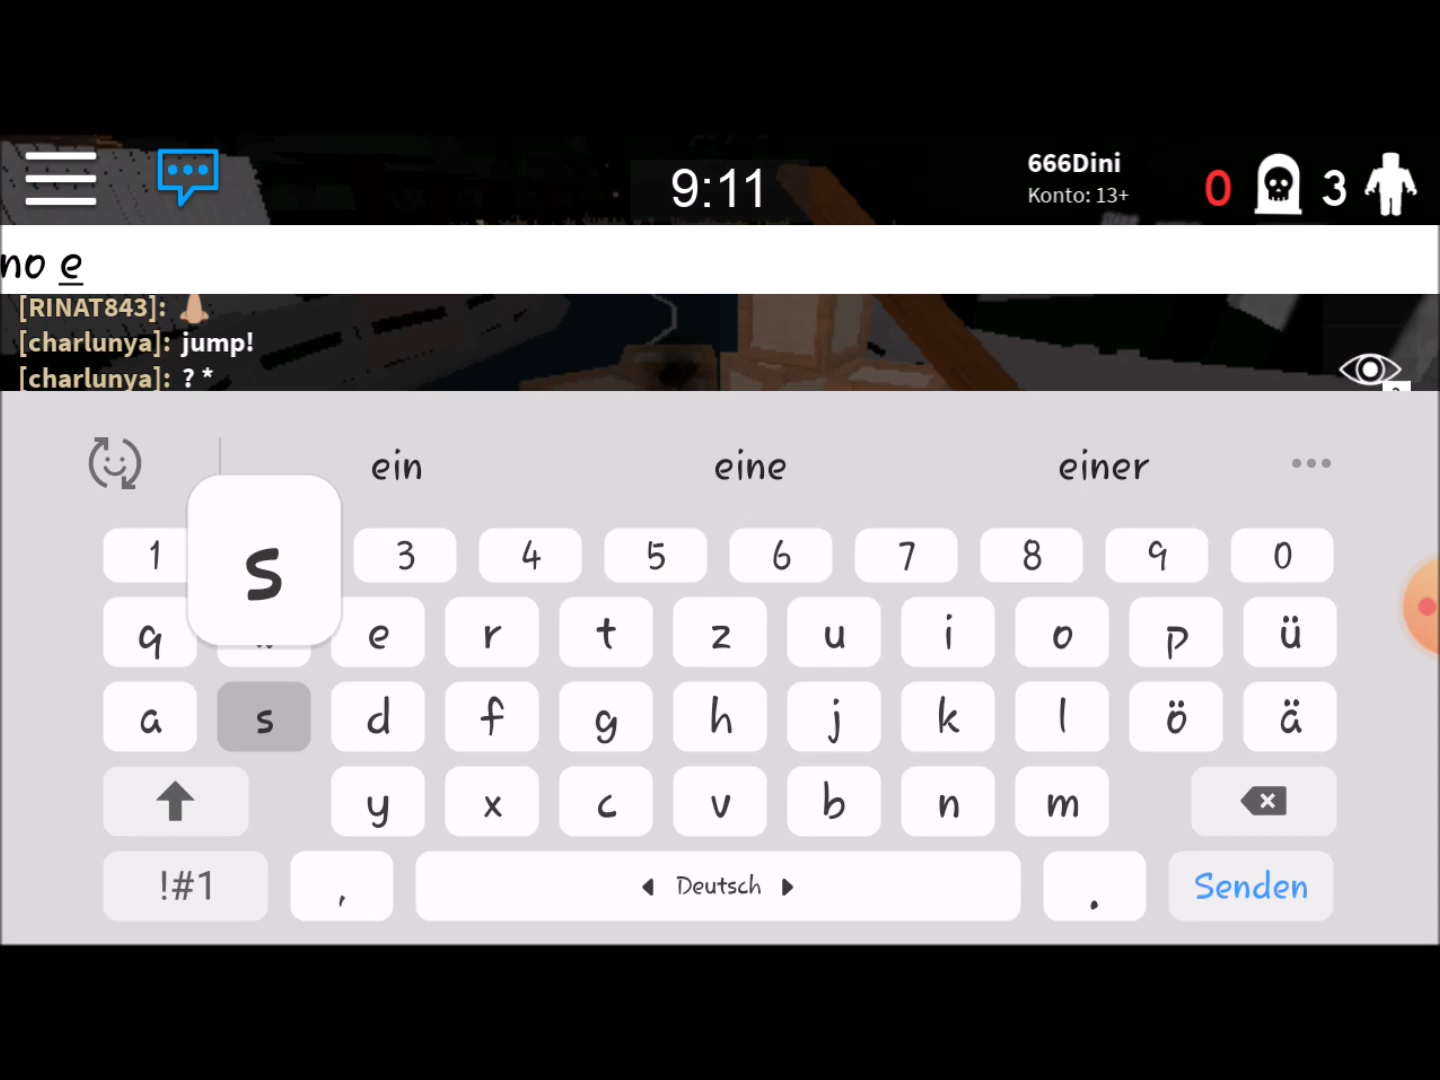 9:11
666Dini
Konto: 13+
0 3
no e
[RINAT843]:
[charlunya]: jump!
[charlunya]: ? *
ein eine einer
1 3 4 5 6 7 8 9 0
s
q e r t z u i o p ü
a s d f g h j k l ö ä
y x c v b n m
!#1 , Deutsch . Senden